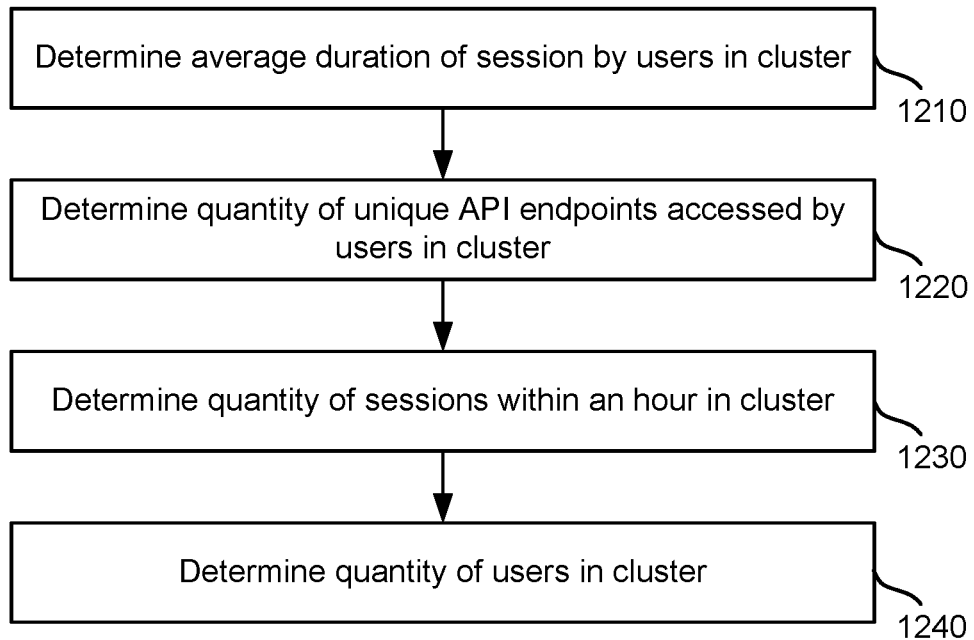 Determine average duration of session by users in cluster
1210
Determine quantity of unique API endpoints accessed by
users in cluster
1220
Determine quantity of sessions within an hour in cluster
1230
Determine quantity of users in cluster
1240